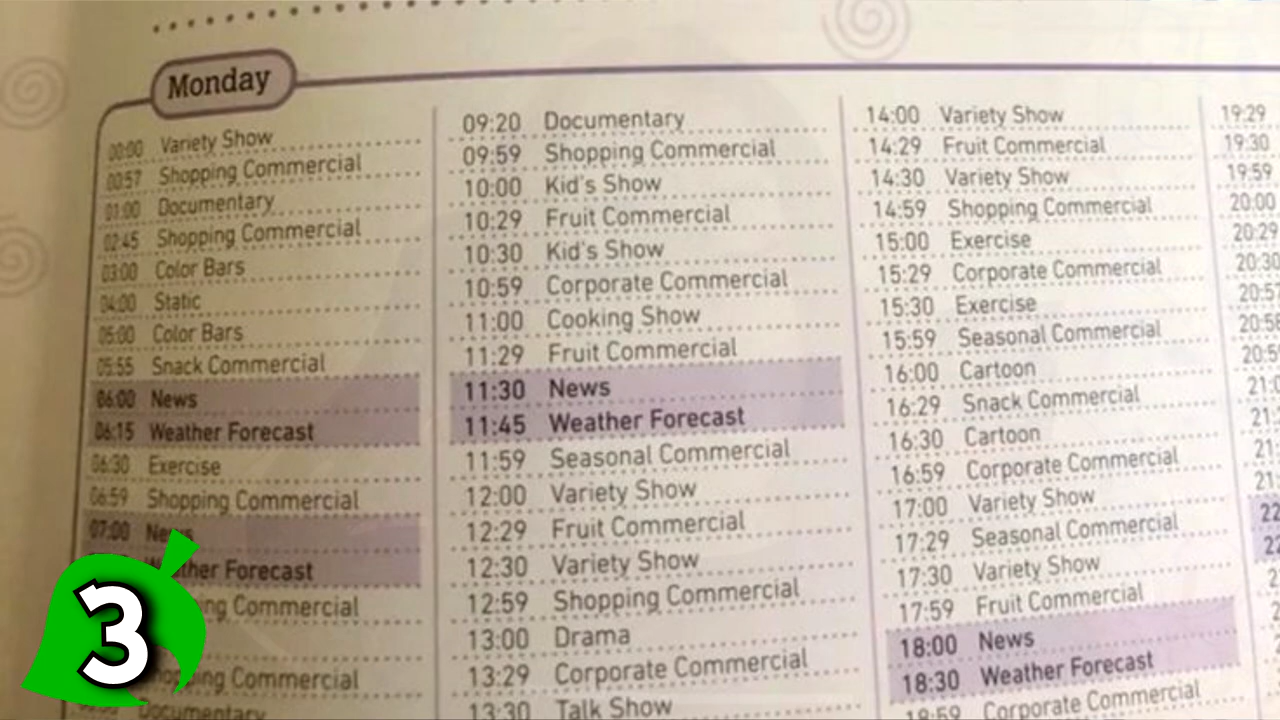 Monday
00:00 Variety Show
00:57 Shopping Commercial
01:00 Documentary
02:45 Shopping Commercial
03:00 Color Bars
04:00 Static
05:00 Color Bars
05:55 Snack Commercial
06:00 News
06:15 Weather Forecast
06:30 Exercise
06:59 Shopping Commercial
07:00 News
ther Forecast
ng Commercial
opping Commercial
Documentary
09:20 Documentary
09:59 Shopping Commercial
10:00 Kid's Show
10:29 Fruit Commercial
10:30 Kid's Show
10:59 Corporate Commercial
11:00 Cooking Show
11:29 Fruit Commercial
11:30 News
11:45 Weather Forecast
11:59 Seasonal Commercial
12:00 Variety Show
12:29 Fruit Commercial
12:30 Variety Show
12:59 Shopping Commercial
13:00 Drama
13:29 Corporate Commercial
13:30 Talk Show
14:00 Variety Show
14:29 Fruit Commercial
14:30 Variety Show
14:59 Shopping Commercial
15:00 Exercise
15:29 Corporate Commercial
15:30 Exercise
15:59 Seasonal Commercial
16:00 Cartoon
16:29 Snack Commercial
16:30 Cartoon
16:59 Corporate Commercial
17:00 Variety Show
17:29 Seasonal Commercial
17:30 Variety Show
17:59 Fruit Commercial
18:00 News
18:30 Weather Forecast
18:59 Corporate Commercial
19:29
19:30
19:59
20:00
20:29
20:30
3